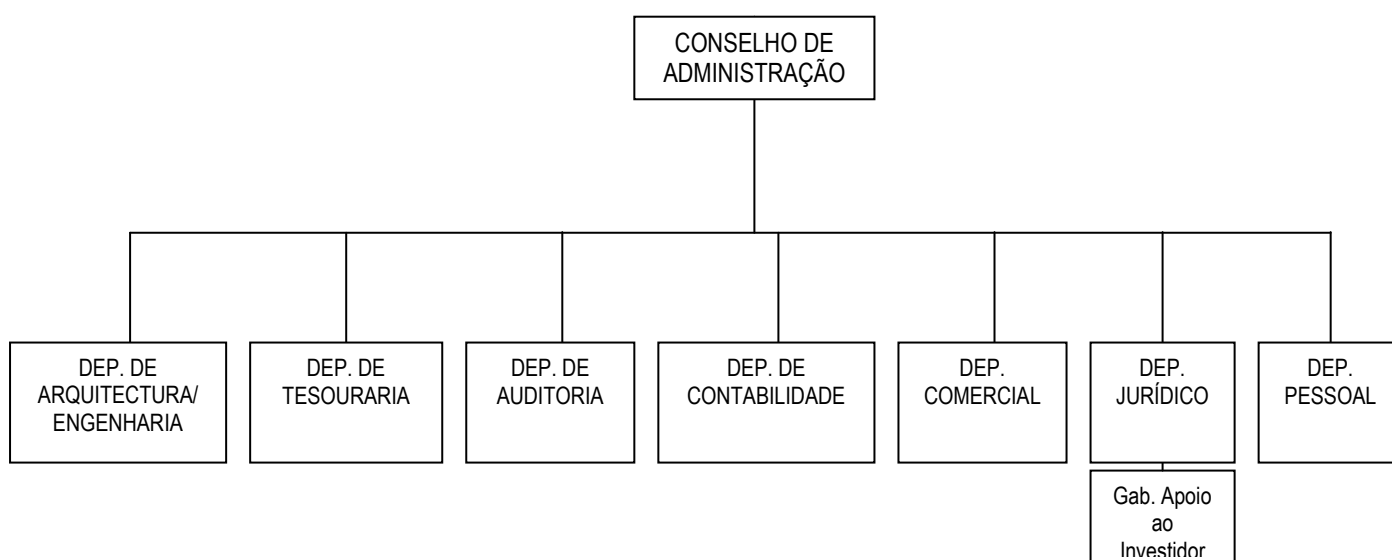 CONSELHO DE
ADMINISTRAÇÃO
DEP. DE
ARQUITECTURA/
ENGENHARIA
DEP. DE
TESOURARIA
DEP. DE
AUDITORIA
DEP. DE
CONTABILIDADE
DEP.
COMERCIAL
DEP.
JURÍDICO
DEP.
PESSOAL
Gab. Apoio
ao
Investidor